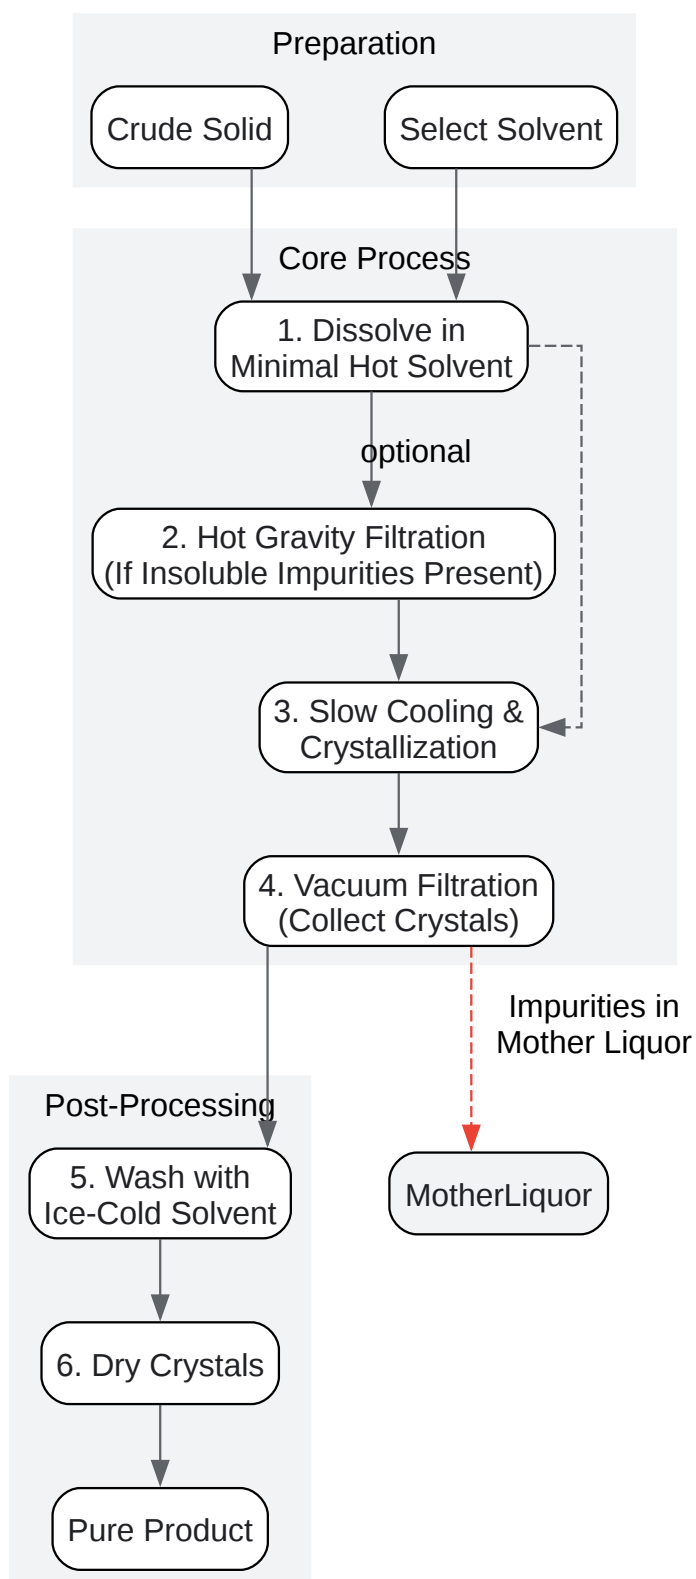 Preparation
Crude Solid
Select Solvent
Core Process
1. Dissolve in
Minimal Hot Solvent
optional
2. Hot Gravity Filtration
(If Insoluble Impurities Present)
3. Slow Cooling &
Crystallization
4. Vacuum Filtration
(Collect Crystals)
Impurities in
Mother Liquor
Post-Processing
5. Wash with
Ice-Cold Solvent
MotherLiquor
6. Dry Crystals
Pure Product